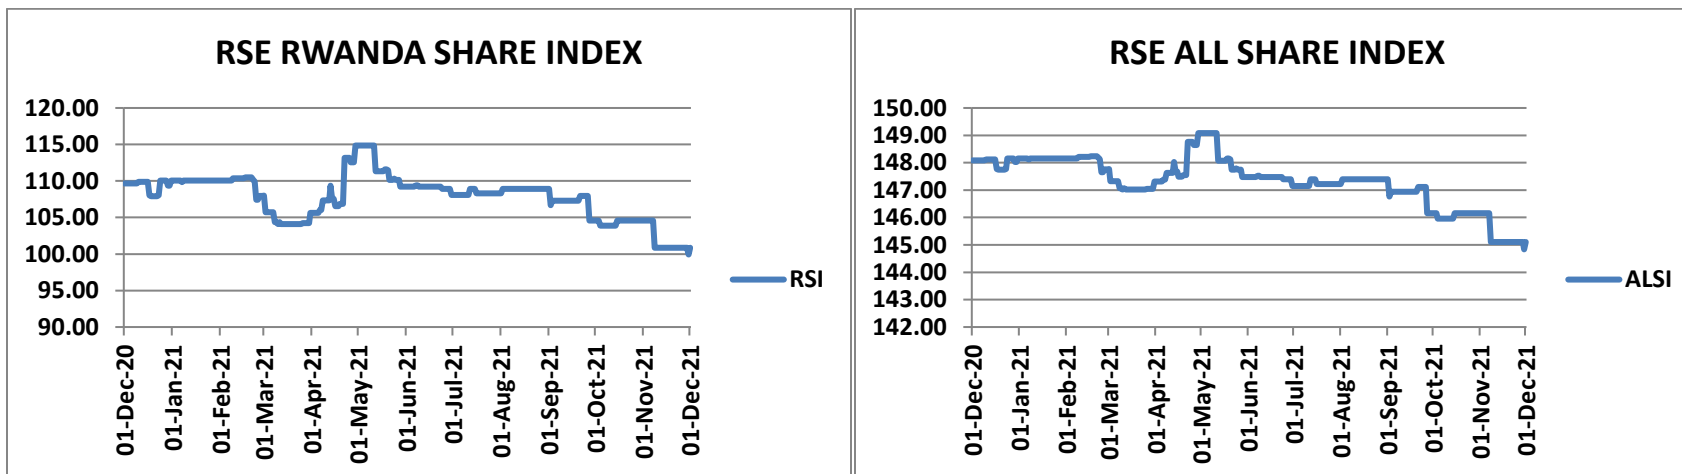 RSE RWANDA SHARE INDEX
120.00
115.00
110.00
105.00
100.00
95.00
90.00
01-Dec-20
01-Jan-21
01-Feb-21
01-Mar-21
01-Apr-21
01-May-21
01-Jun-21
01-Jul-21
01-Aug-21
01-Sep-21
01-Oct-21
01-Nov-21
01-Dec-21
RSI
RSE ALL SHARE INDEX
150.00
149.00
148.00
147.00
146.00
145.00
144.00
143.00
142.00
01-Dec-20
01-Jan-21
01-Feb-21
01-Mar-21
01-Apr-21
01-May-21
01-Jun-21
01-Jul-21
01-Aug-21
01-Sep-21
01-Oct-21
01-Nov-21
01-Dec-21
ALSI